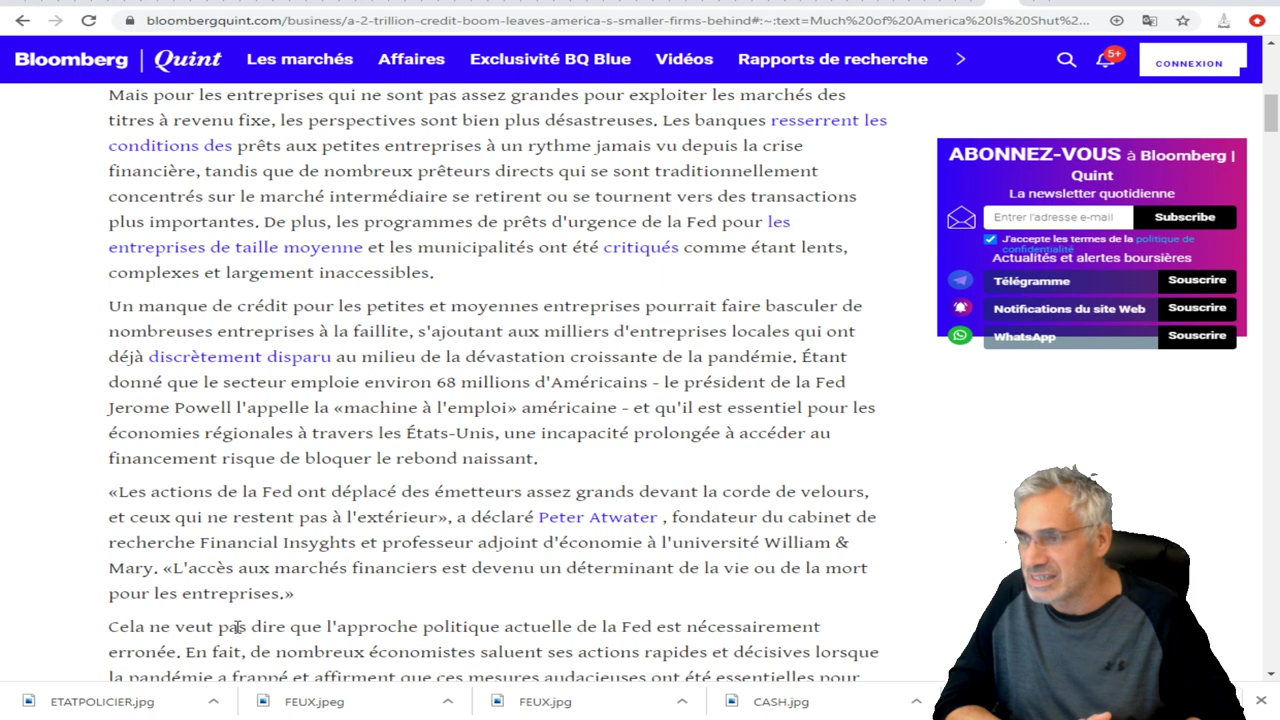 bloombergquint.com/business/a-2-trillion-credit-boom-leaves-america-s-smaller-firms-behind#:~:text=Much%20of%20America%20Is%20Shut%2...
Bloomberg | Quint Les marchés Affaires Exclusivité BQ Blue Vidéos Rapports de recherche 5+ CONNEXION
Mais pour les entreprises qui ne sont pas assez grandes pour exploiter les marchés des
titres à revenu fixe, les perspectives sont bien plus désastreuses. Les banques resserrent les
conditions des prêts aux petites entreprises à un rythme jamais vu depuis la crise
financière, tandis que de nombreux prêteurs directs qui se sont traditionnellement
concentrés sur le marché intermédiaire se retirent ou se tournent vers des transactions
plus importantes. De plus, les programmes de prêts d'urgence de la Fed pour les
entreprises de taille moyenne et les municipalités ont été critiqués comme étant lents,
complexes et largement inaccessibles.
Un manque de crédit pour les petites et moyennes entreprises pourrait faire basculer de
nombreuses entreprises à la faillite, s'ajoutant aux milliers d'entreprises locales qui ont
déjà discrètement disparu au milieu de la dévastation croissante de la pandémie. Étant
donné que le secteur emploie environ 68 millions d'Américains - le président de la Fed
Jerome Powell l'appelle la «machine à l'emploi» américaine - et qu'il est essentiel pour les
économies régionales à travers les États-Unis, une incapacité prolongée à accéder au
financement risque de bloquer le rebond naissant.
«Les actions de la Fed ont déplacé des émetteurs assez grands devant la corde de velours,
et ceux qui ne restent pas à l'extérieur», a déclaré Peter Atwater , fondateur du cabinet de
recherche Financial Insyghts et professeur adjoint d'économie à l'université William &
Mary. «L'accès aux marchés financiers est devenu un déterminant de la vie ou de la mort
pour les entreprises.»
Cela ne veut pas dire que l'approche politique actuelle de la Fed est nécessairement
erronée. En fait, de nombreux économistes saluent ses actions rapides et décisives lorsque
la pandémie a frappé et affirment que ces mesures audacieuses ont été essentielles pour
ABONNEZ-VOUS à Bloomberg |
Quint
La newsletter quotidienne
Entrer l'adresse e-mail Subscribe
J'accepte les termes de la politique de
confidentialité
Actualités et alertes boursières
Télégramme Souscrire
Notifications du site Web Souscrire
WhatsApp Souscrire
ETATPOLICIER.jpg FEUX.jpeg FEUX.jpg CASH.jpg